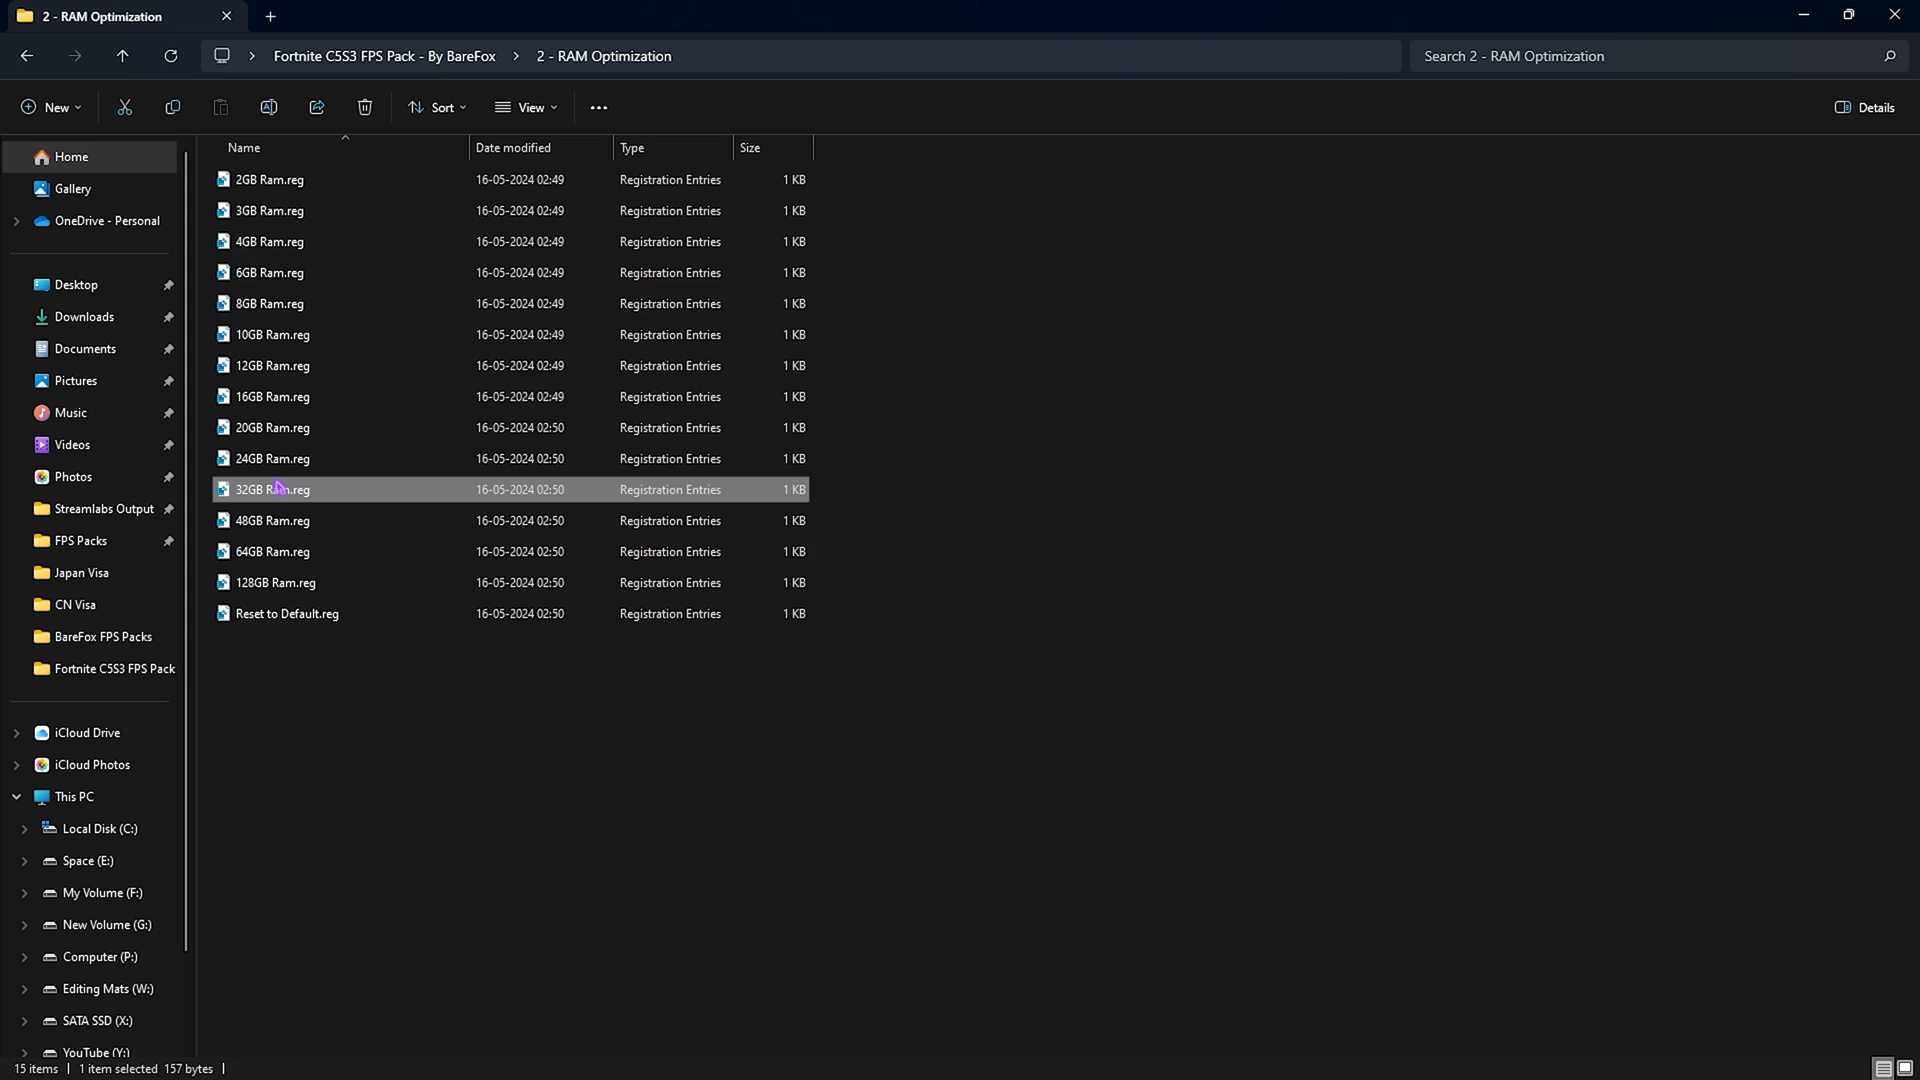 2 - RAM Optimization
Fortnite C5S3 FPS Pack - By BareFox > 2 - RAM Optimization
Search 2 - RAM Optimization
New
Sort
View
Details
Name Date modified Type Size
Home
Gallery
OneDrive - Personal
Desktop
Downloads
Documents
Pictures
Music
Videos
Photos
Streamlabs Output
FPS Packs
Japan Visa
CN Visa
BareFox FPS Packs
Fortnite C5S3 FPS Pack
iCloud Drive
iCloud Photos
This PC
Local Disk (C:)
Space (E:)
My Volume (F:)
New Volume (G:)
Computer (P:)
Editing Mats (W:)
SATA SSD (X:)
YouTube (Y:)
2GB Ram.reg 16-05-2024 02:49 Registration Entries 1 KB
3GB Ram.reg 16-05-2024 02:49 Registration Entries 1 KB
4GB Ram.reg 16-05-2024 02:49 Registration Entries 1 KB
6GB Ram.reg 16-05-2024 02:49 Registration Entries 1 KB
8GB Ram.reg 16-05-2024 02:49 Registration Entries 1 KB
10GB Ram.reg 16-05-2024 02:49 Registration Entries 1 KB
12GB Ram.reg 16-05-2024 02:49 Registration Entries 1 KB
16GB Ram.reg 16-05-2024 02:49 Registration Entries 1 KB
20GB Ram.reg 16-05-2024 02:50 Registration Entries 1 KB
24GB Ram.reg 16-05-2024 02:50 Registration Entries 1 KB
32GB Ram.reg 16-05-2024 02:50 Registration Entries 1 KB
48GB Ram.reg 16-05-2024 02:50 Registration Entries 1 KB
64GB Ram.reg 16-05-2024 02:50 Registration Entries 1 KB
128GB Ram.reg 16-05-2024 02:50 Registration Entries 1 KB
Reset to Default.reg 16-05-2024 02:50 Registration Entries 1 KB
15 items | 1 item selected 157 bytes |